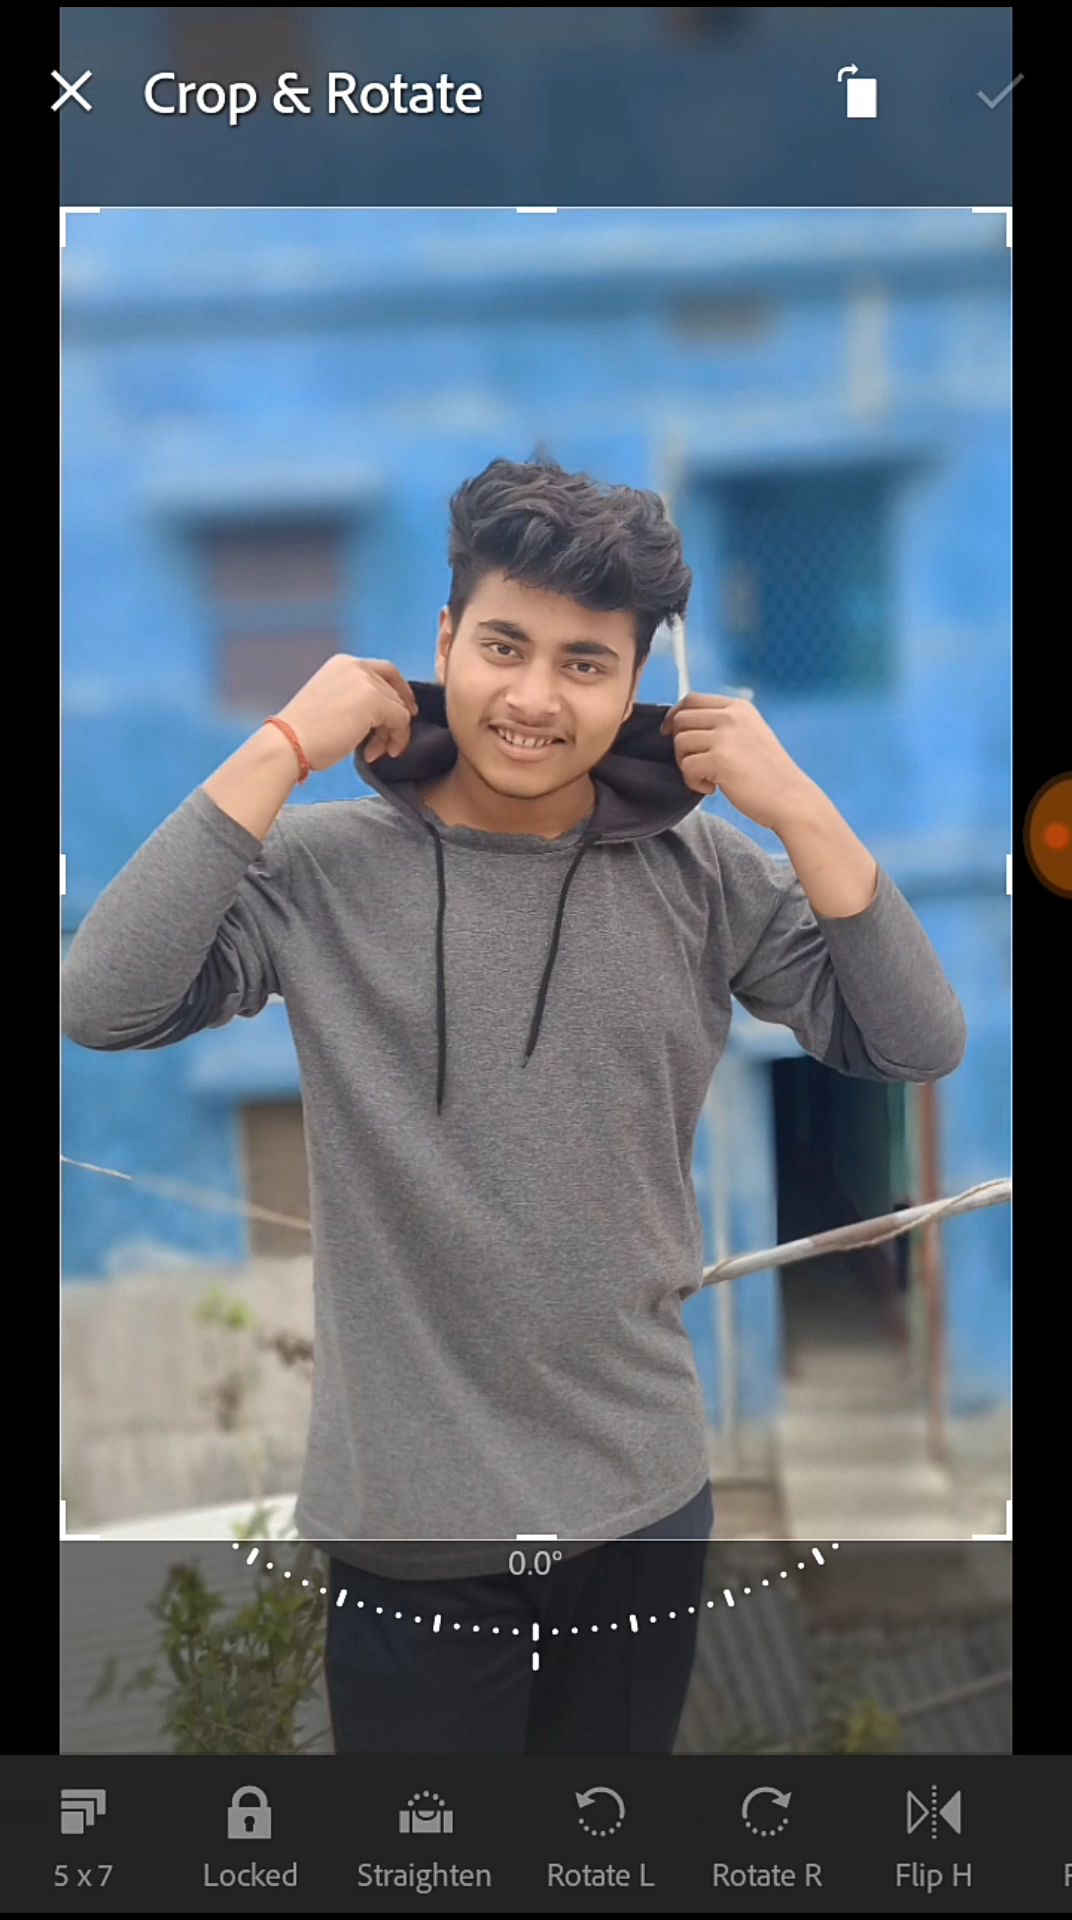 Crop & Rotate
0.0°
5 x 7
Locked
Straighten
Rotate L
Rotate R
Flip H